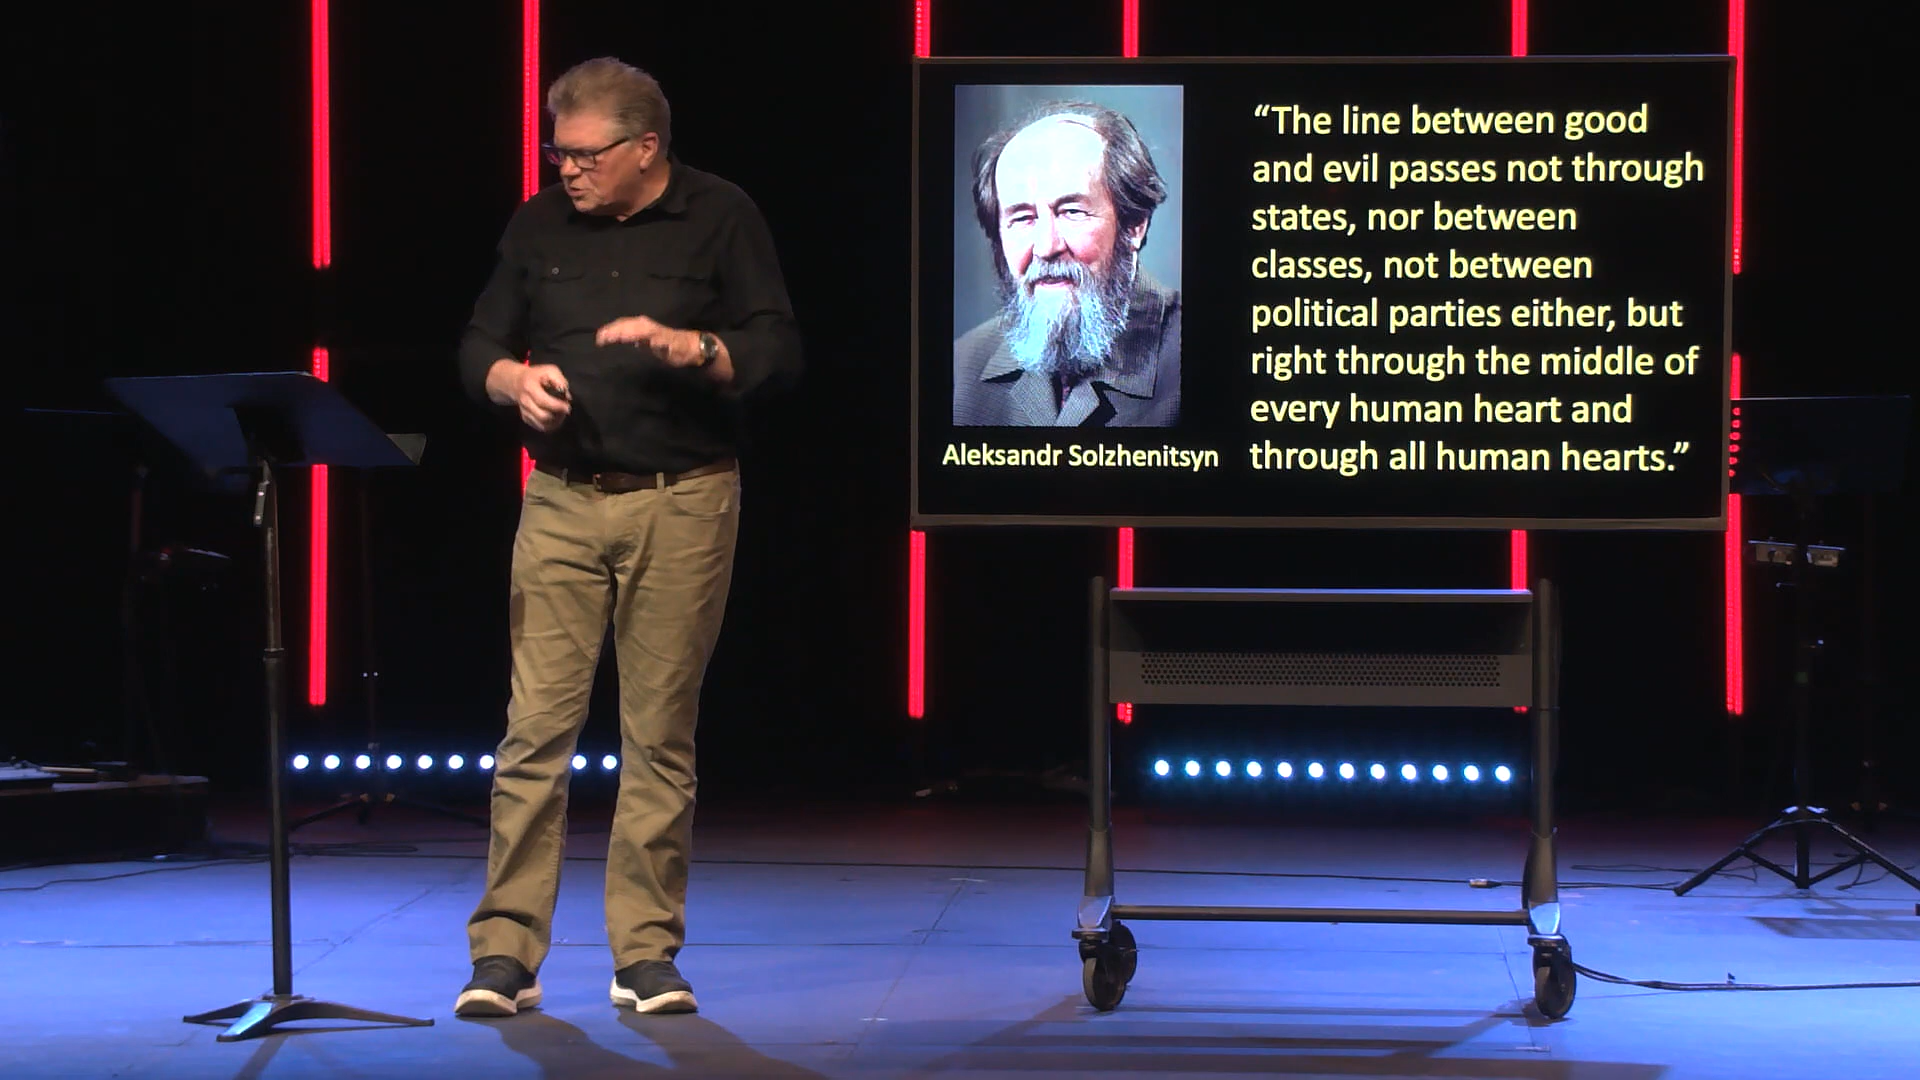 “The line between good
and evil passes not through
states, nor between
classes, not between
political parties either, but
right through the middle of
every human heart and
through all human hearts.”
Aleksandr Solzhenitsyn